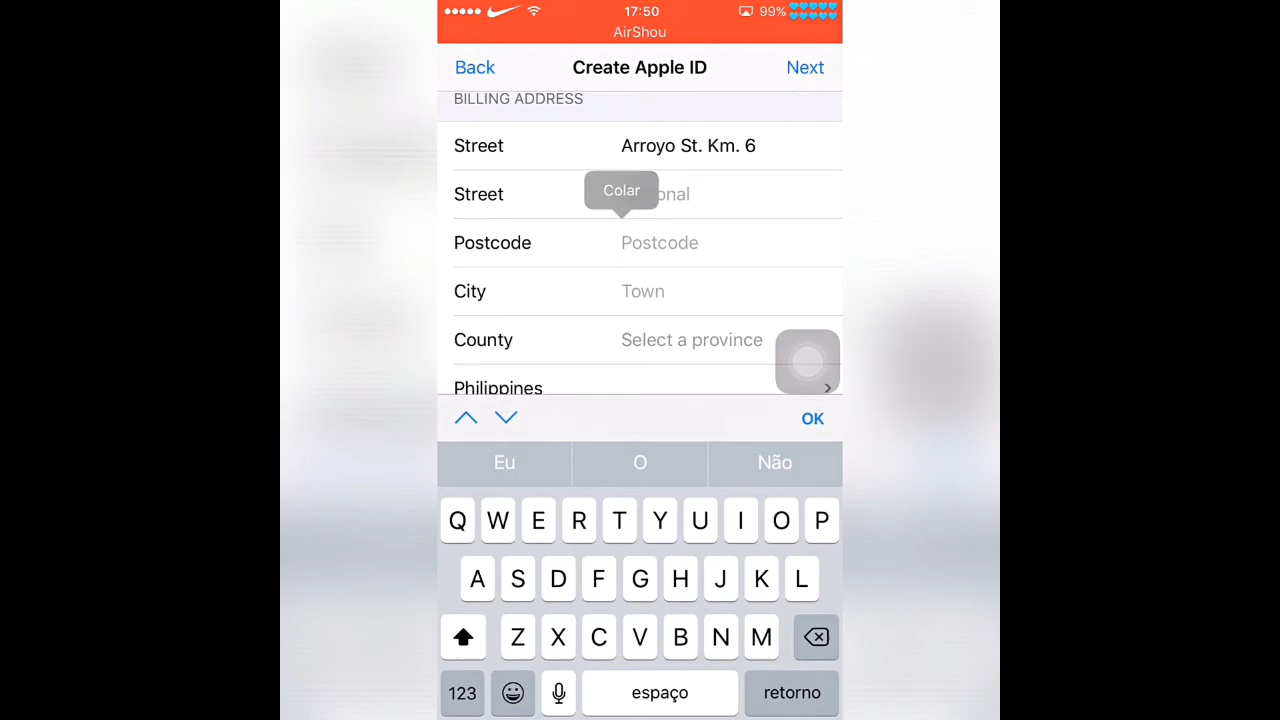 17:50
99%
AirShou
Back
Create Apple ID
Next
BILLING ADDRESS
Street
Arroyo St. Km. 6
Street
Colar
onal
Postcode
Postcode
City
Town
County
Select a province
Philippines
OK
Eu
O
Não
Q W E R T Y U I O P
A S D F G H J K L
Z X C V B N M
123
espaço
retorno